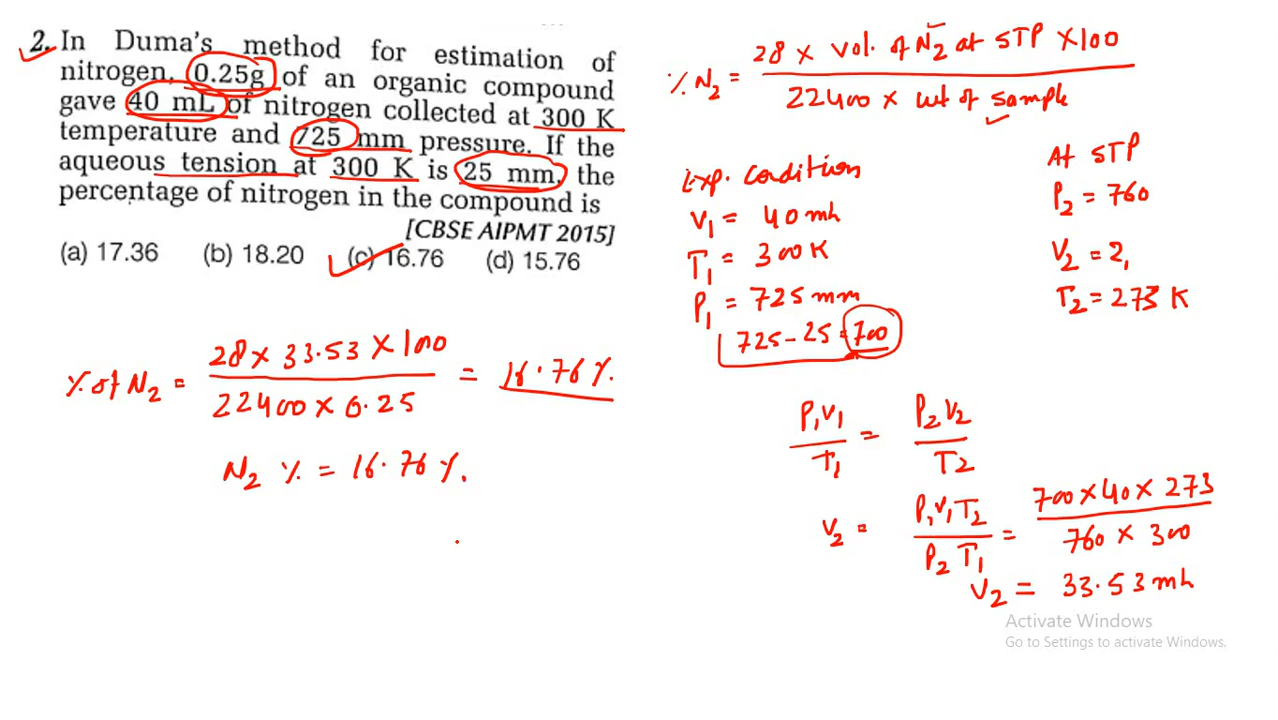 2. In Duma's method for estimation of
nitrogen, 0.25g of an organic compound
gave 40 mL of nitrogen collected at 300 K
temperature and 725 mm pressure. If the
aqueous tension at 300 K is 25 mm, the
percentage of nitrogen in the compound is
[CBSE AIPMT 2015]
(a) 17.36 (b) 18.20 (c) 16.76 (d) 15.76
% of N2 = 28 × 33.53 × 100 / 22400 × 0.25 = 16.76 %.
N2 % = 16.76 %.
% N2 = 28 × Vol. of N2 at STP × 100 / 22400 × wt of sample
Exp. Condition
V1 = 40 ml
T1 = 300 K
P1 = 725 mm
725 - 25 = 700
At STP
P2 = 760
V2 = ?,
T2 = 273 K
P1V1 / T1 = P2V2 / T2
V2 = P1V1T2 / P2T1 = 700 × 40 × 273 / 760 × 300
V2 = 33.53 ml
Activate Windows
Go to Settings to activate Windows.